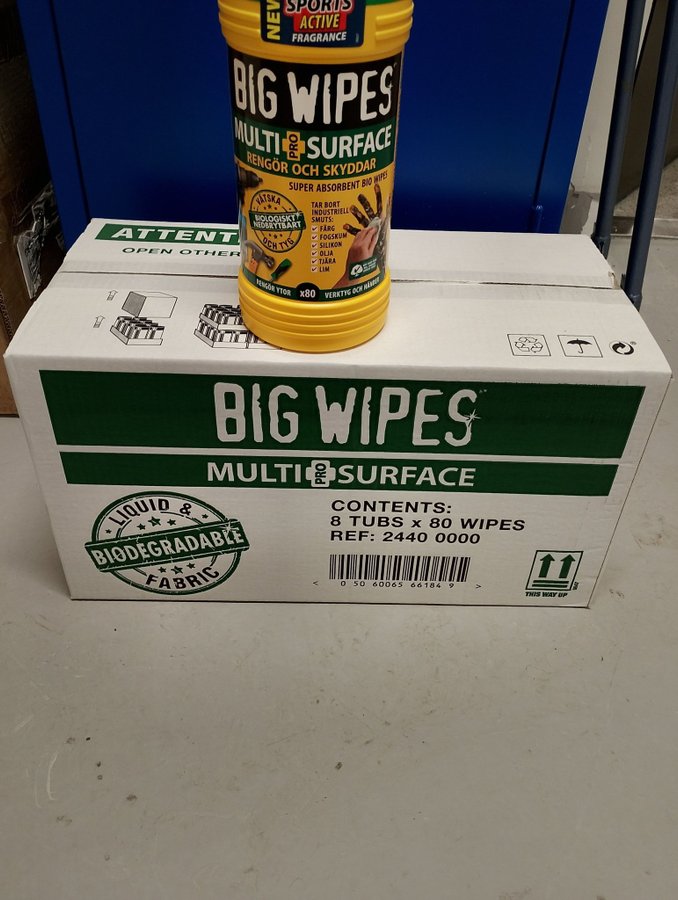 NEW
SPORTS
ACTIVE
FRAGRANCE
BIG WIPES
MULTI PRO SURFACE
RENGÖR OCH SKYDDAR
SUPER ABSORBENT BIO WIPES
VÄTSKA
BIOLOGISKT
NEDBRYTBART
OCH TYG
TAR BORT
INDUSTRIELL
SMUTS:
FÄRG
FOGSKUM
SILIKON
OLJA
TJÄRA
LIM
RENGÖR YTOR x80 VERKTYG OCH HÄNDER
ATTENT
OPEN OTHER
BIG WIPES
MULTI PRO SURFACE
LIQUID &
BIODEGRADABLE
FABRIC
CONTENTS:
8 TUBS x 80 WIPES
REF: 2440 0000
< 0 50 60065 66184 9 >
THIS WAY UP